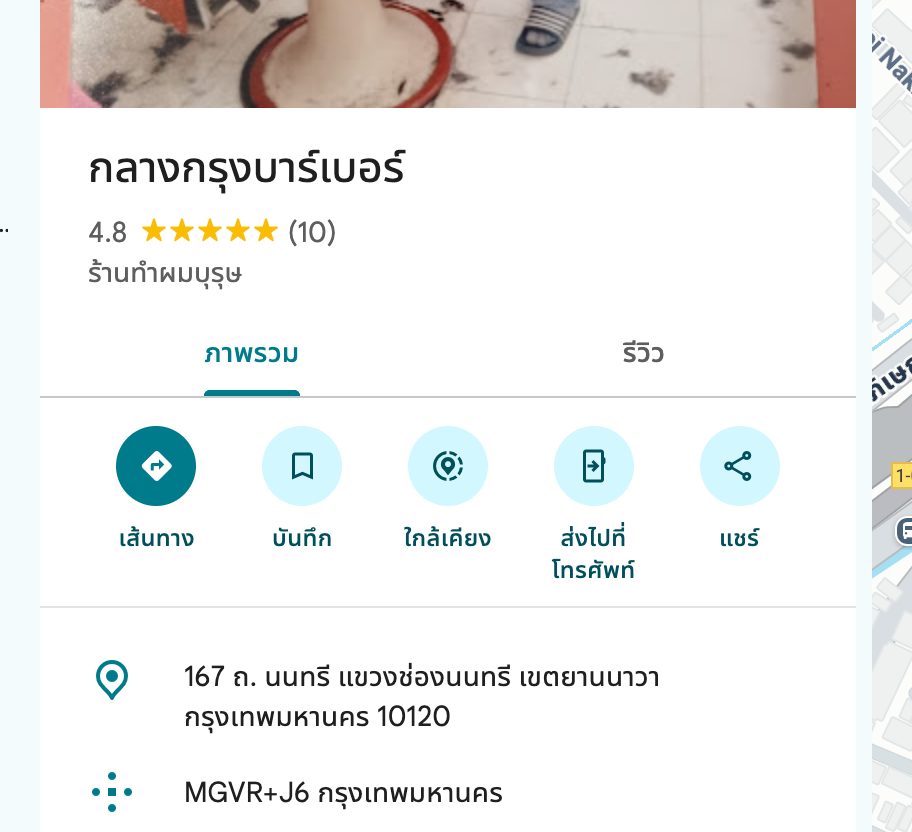 กลางกรุงบาร์เบอร์
4.8 ★★★★★ (10)
ร้านทำผมบุรุษ
ภาพรวม รีวิว
เส้นทาง บันทึก ใกล้เคียง ส่งไปที่ แชร์
โทรศัพท์
167 ถ. นนทรี แขวงช่องนนทรี เขตยานนาวา
กรุงเทพมหานคร 10120
MGVR+J6 กรุงเทพมหานคร